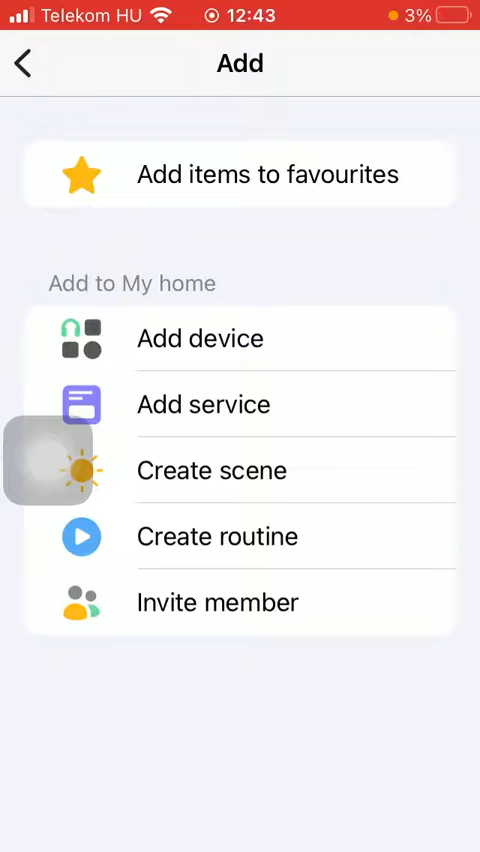 Telekom HU 12:43 3%
Add
Add items to favourites
Add to My home
Add device
Add service
Create scene
Create routine
Invite member